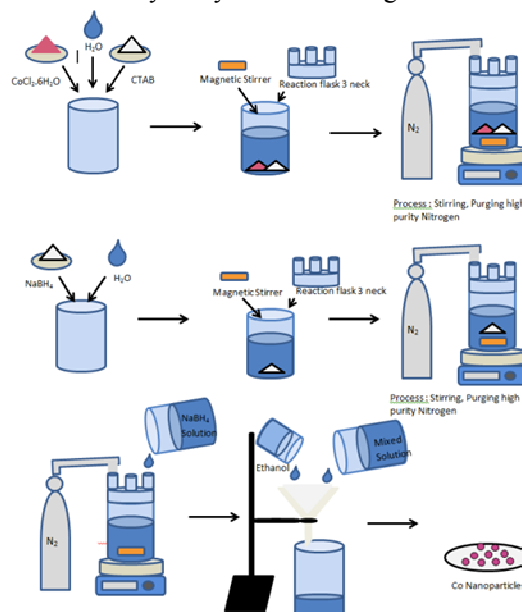 H₂O
CoCl₂.6H₂O
CTAB
Magnetic Stirrer
Reaction flask 3 neck
N₂
Process : Stirring, Purging high
purity Nitrogen
NaBH₄
H₂O
Magnetic Stirrer
Reaction flask 3 neck
N₂
Process : Stirring, Purging high
purity Nitrogen
NaBH₄
Solution
N₂
Ethanol
Mixed
Solution
Co Nanoparticle